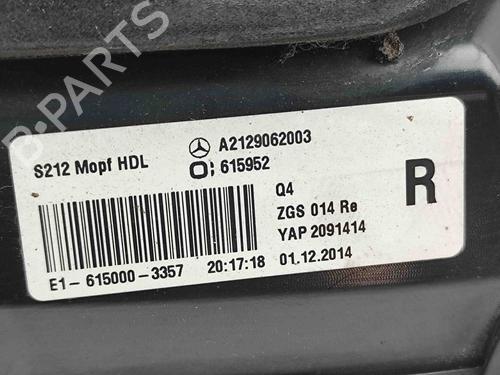 B-PARTS
S212 Mopf HDL
A2129062003
615952
Q4
ZGS 014 Re
YAP 2091414
01.12.2014
R
E1- 615000-3357 20:17:18